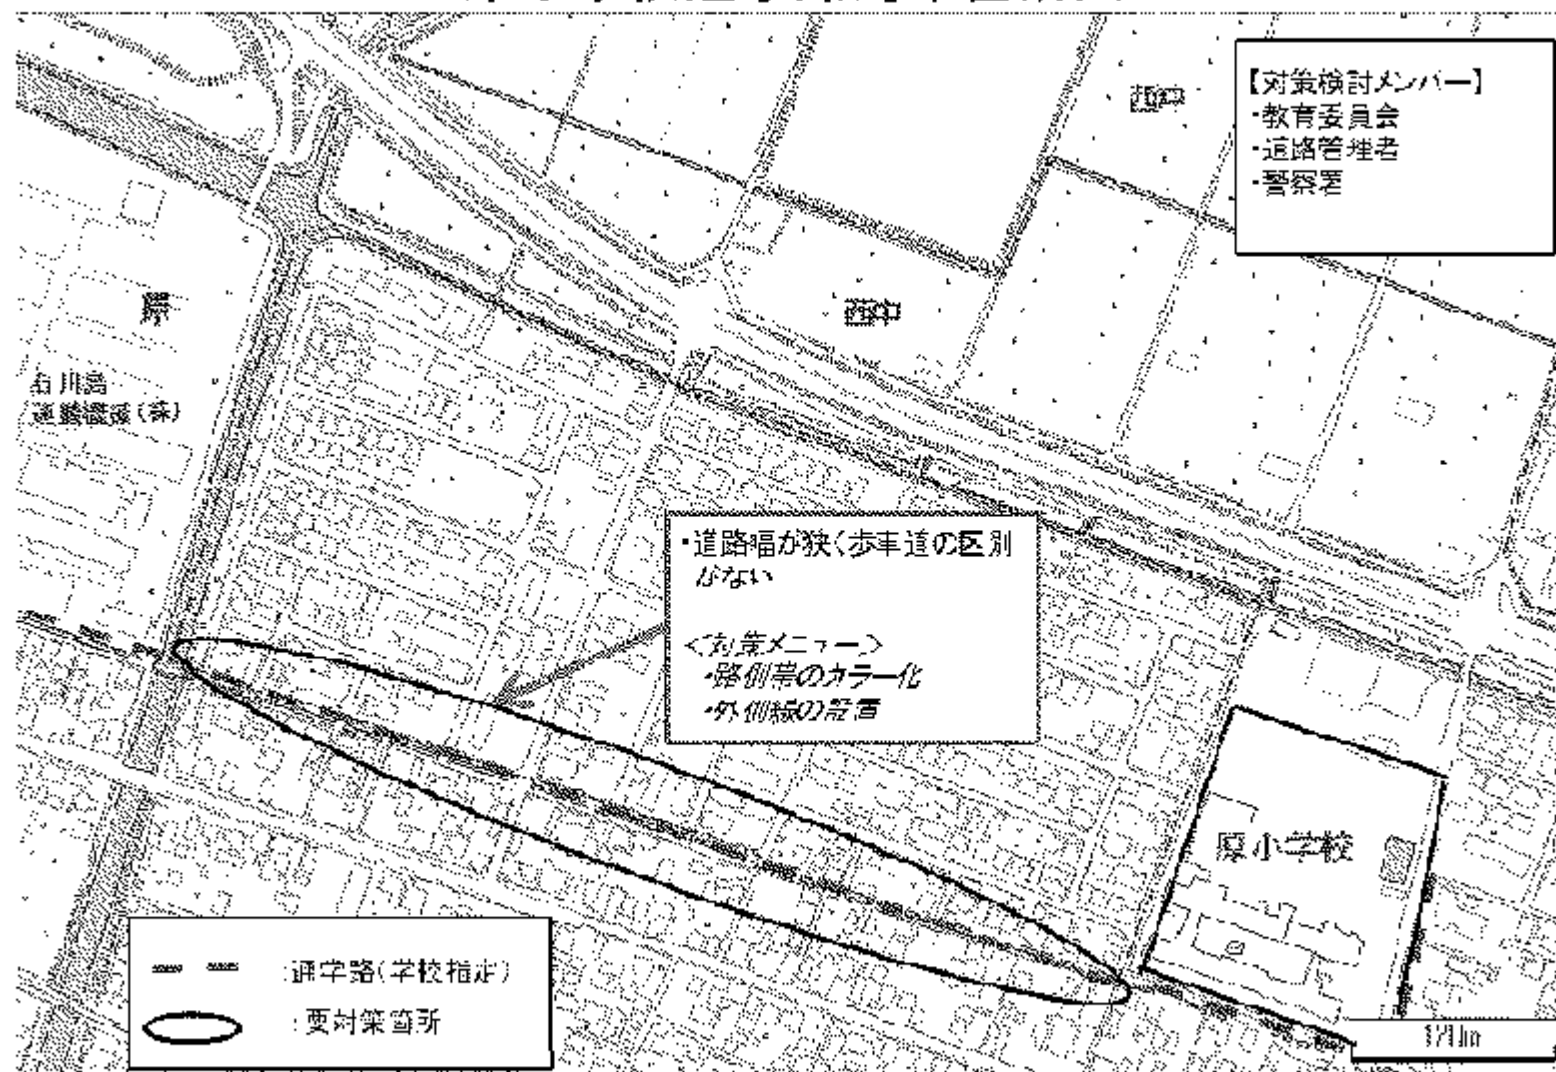 【対策検討メンバー】
・教育委員会
・道路管理者
・警察署
西中
西中
原
・道路幅が狭く歩車道の区別
がない
<対策メニュー>
・路側帯のカラー化
・外側線の設置
原小学校
:通学路(学校指定)
:要対策箇所